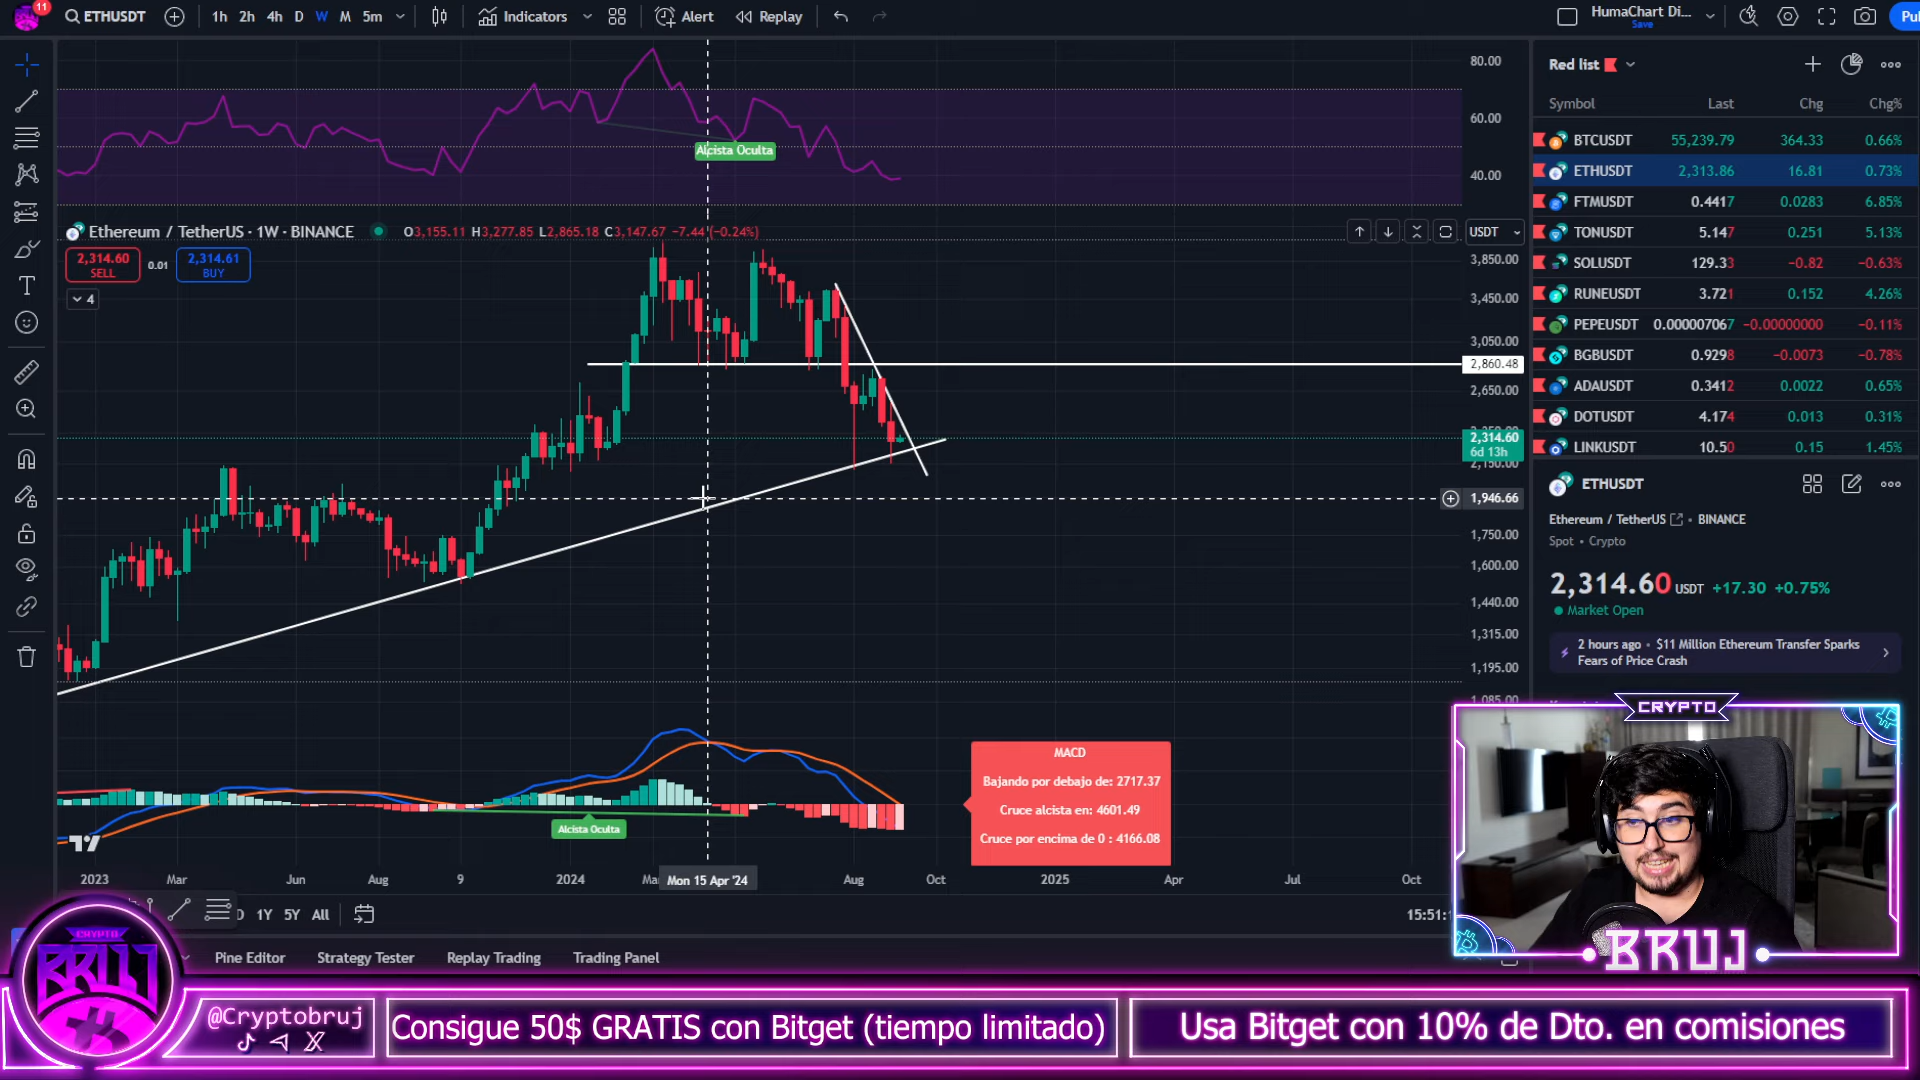 11
ETHUSDT
1h 2h 4h D W M 5m
Indicators
Alert
Replay
HumaChart Di...
Save
80.00
60.00
40.00
Alcista Oculta
Ethereum / TetherUS · 1W · BINANCE
O3,155.11 H3,277.85 L2,865.18 C3,147.67 -7.44 (-0.24%)
USDT
2,314.60
SELL
0.01
2,314.61
BUY
4
3,850.00
3,450.00
3,050.00
2,860.48
2,650.00
2,314.60
6d 13h
2,150.00
1,946.66
1,750.00
1,600.00
1,440.00
1,315.00
1,195.00
1,085.00
MACD
Bajando por debajo de: 2717.37
Cruce alcista en: 4601.49
Cruce por encima de 0 : 4166.08
Alcista Oculta
2023 Mar Jun Aug 9 2024 Mon 15 Apr '24 Aug Oct 2025 Apr Jul Oct
1Y 5Y All
Pine Editor
Strategy Tester
Replay Trading
Trading Panel
Red list
Symbol Last Chg Chg%
BTCUSDT 55,239.79 364.33 0.66%
ETHUSDT 2,313.86 16.81 0.73%
FTMUSDT 0.4417 0.0283 6.85%
TONUSDT 5.147 0.251 5.13%
SOLUSDT 129.33 -0.82 -0.63%
RUNEUSDT 3.721 0.152 4.26%
PEPEUSDT 0.000007067 -0.00000000 -0.11%
BGBUSDT 0.9298 -0.0073 -0.78%
ADAUSDT 0.3412 0.0022 0.65%
DOTUSDT 4.174 0.013 0.31%
LINKUSDT 10.50 0.15 1.45%
ETHUSDT
Ethereum / TetherUS • BINANCE
Spot • Crypto
2,314.60 USDT +17.30 +0.75%
Market Open
2 hours ago • $11 Million Ethereum Transfer Sparks
Fears of Price Crash
CRYPTO
BRUJ
CRYPTO
BRUJ
@Cryptobruj
Consigue 50$ GRATIS con Bitget (tiempo limitado)
Usa Bitget con 10% de Dto. en comisiones